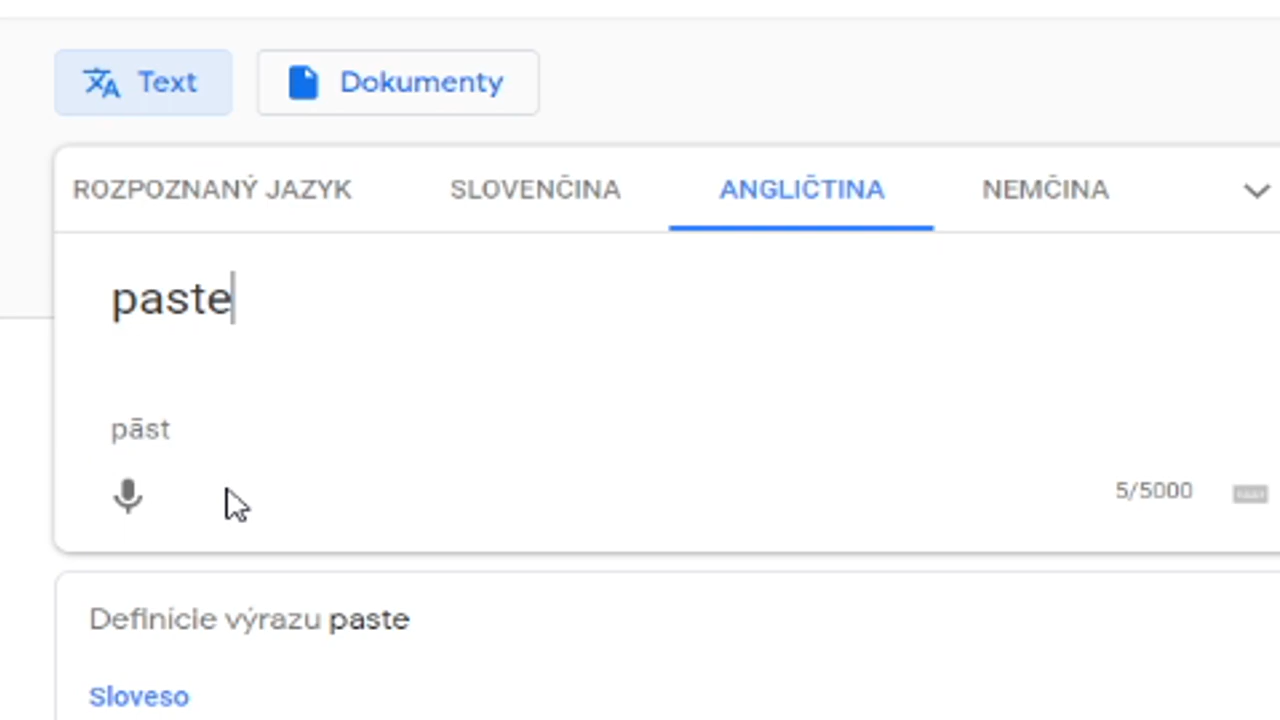 Text Dokumenty
ROZPOZNANÝ JAZYK SLOVENČINA ANGLIČTINA NEMČINA
paste
pāst
5/5000
Definície výrazu paste
Sloveso